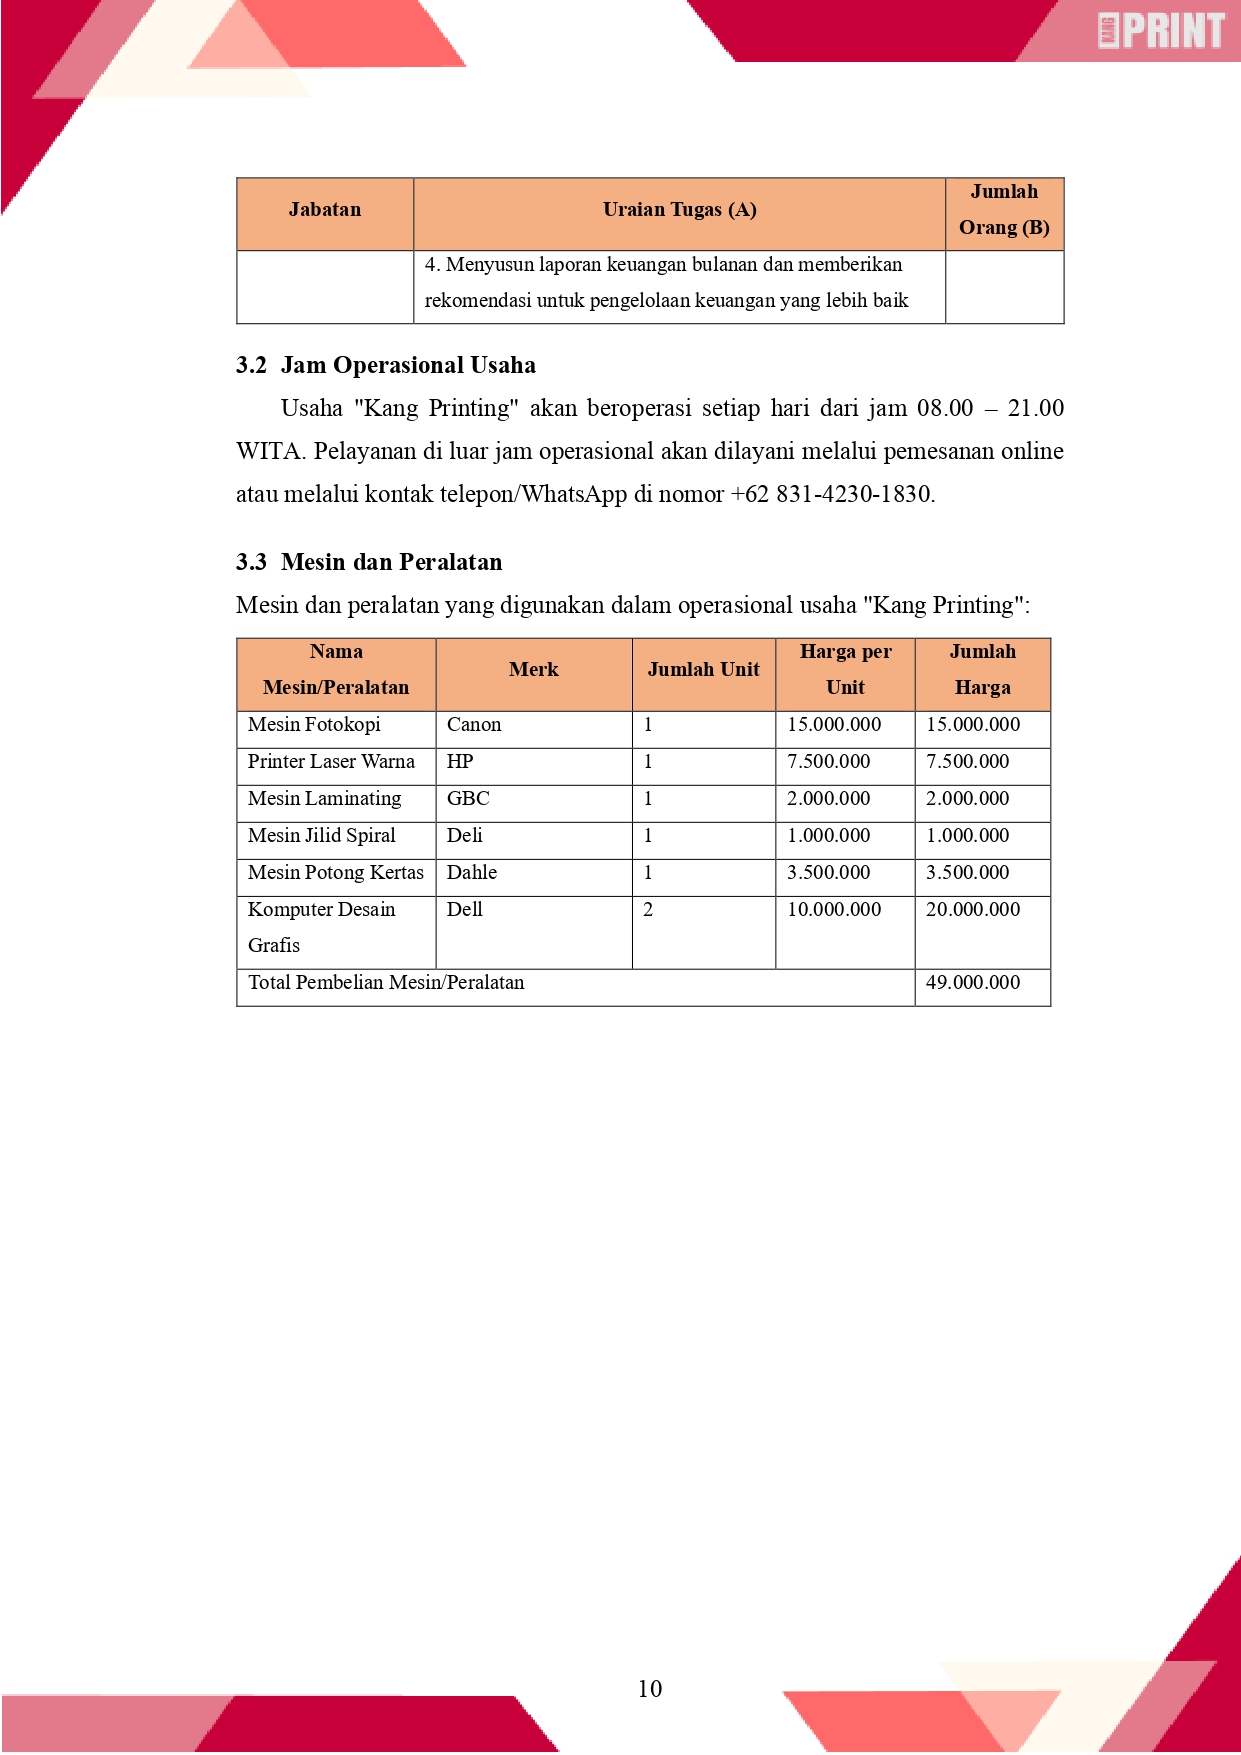 KANG PRINT
Jabatan Uraian Tugas (A) Jumlah Orang (B)
4. Menyusun laporan keuangan bulanan dan memberikan
rekomendasi untuk pengelolaan keuangan yang lebih baik
3.2 Jam Operasional Usaha
Usaha "Kang Printing" akan beroperasi setiap hari dari jam 08.00 – 21.00
WITA. Pelayanan di luar jam operasional akan dilayani melalui pemesanan online
atau melalui kontak telepon/WhatsApp di nomor +62 831-4230-1830.
3.3 Mesin dan Peralatan
Mesin dan peralatan yang digunakan dalam operasional usaha "Kang Printing":
Nama Mesin/Peralatan Merk Jumlah Unit Harga per Unit Jumlah Harga
Mesin Fotokopi Canon 1 15.000.000 15.000.000
Printer Laser Warna HP 1 7.500.000 7.500.000
Mesin Laminating GBC 1 2.000.000 2.000.000
Mesin Jilid Spiral Deli 1 1.000.000 1.000.000
Mesin Potong Kertas Dahle 1 3.500.000 3.500.000
Komputer Desain Grafis Dell 2 10.000.000 20.000.000
Total Pembelian Mesin/Peralatan 49.000.000
10